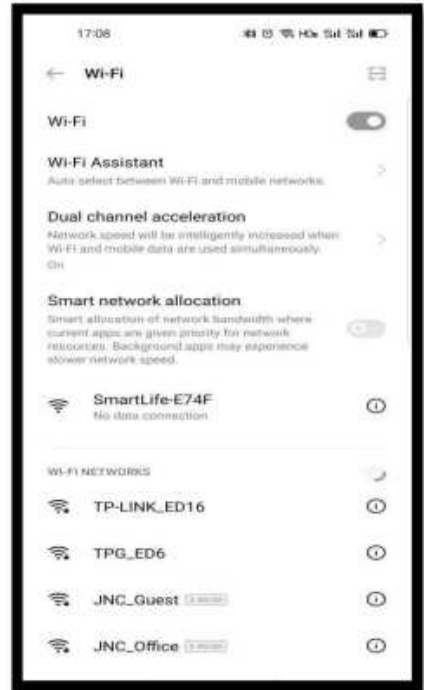 17:08
Wi-Fi
Wi-Fi
Wi-Fi Assistant
Auto select between Wi-Fi and mobile networks.
Dual channel acceleration
Network speed will be intelligently increased when
Wi-Fi and mobile data are used simultaneously.
On
Smart network allocation
Smart allocation of network bandwidth where
current apps are given priority for network
resources. Background apps may experience
slower network speed.
SmartLife-E74F
No data connection
WI-FI NETWORKS
TP-LINK_ED16
TPG_ED6
JNC_Guest
JNC_Office